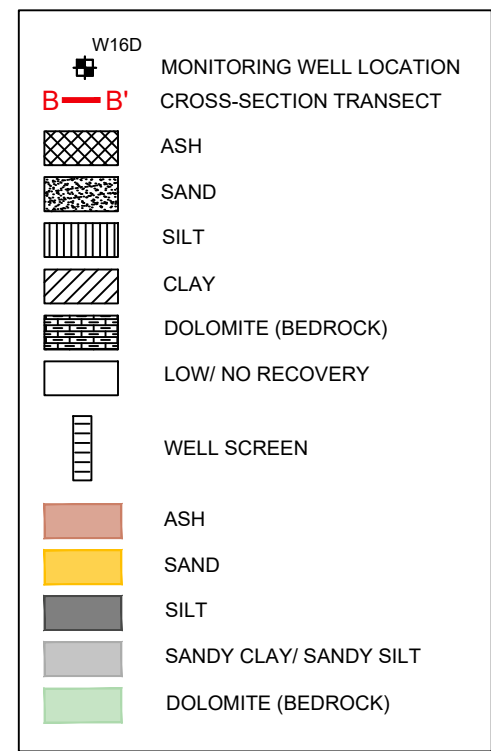 W16D
MONITORING WELL LOCATION
B B' CROSS-SECTION TRANSECT
ASH
SAND
SILT
CLAY
DOLOMITE (BEDROCK)
LOW/ NO RECOVERY
WELL SCREEN
ASH
SAND
SILT
SANDY CLAY/ SANDY SILT
DOLOMITE (BEDROCK)